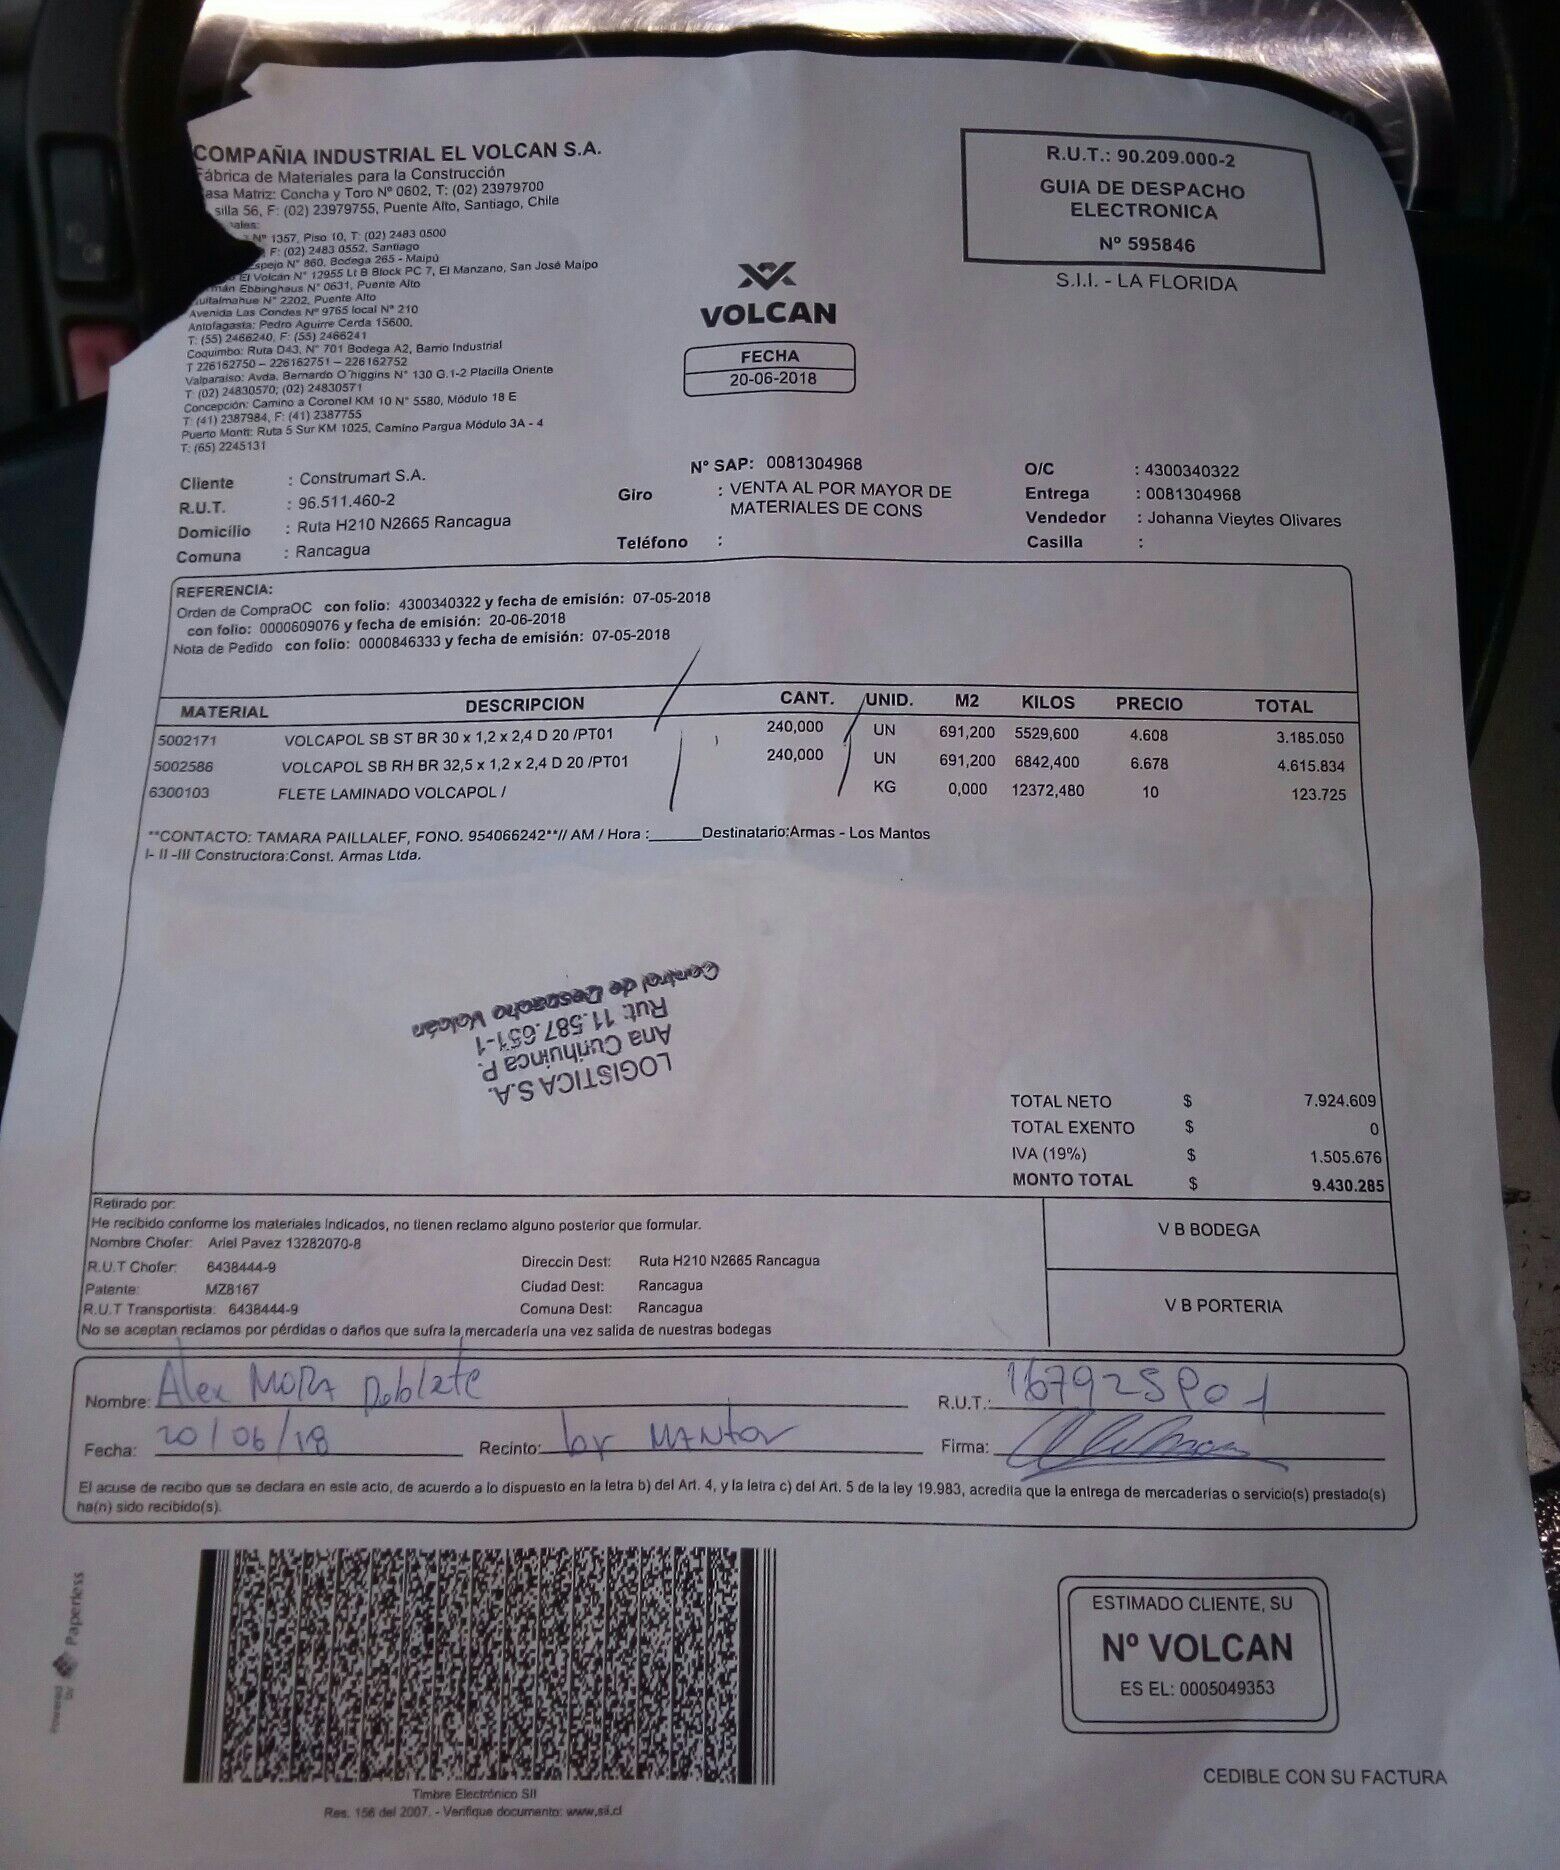 COMPAÑIA INDUSTRIAL EL VOLCAN S.A.
Fábrica de Materiales para la Construcción
asa Matriz: Concha y Toro Nº 0602, T: (02) 23979700
silla 56, F: (02) 23979755, Puente Alto, Santiago, Chile
ales:
Nº 1357, Piso 10, T: (02) 2483 0500
F: (02) 2483 0552, Santiago
spejo N° 860, Bodega 265 - Maipú
El Volcán N° 12955 Lt B Block PC 7, El Manzano, San José Maipo
mán Ebbinghaus N° 0631, Puente Alto
uitalmahue N° 2202, Puente Alto
Avenida Las Condes Nº 9765 local Nº 210
Antofagasta: Pedro Aguirre Cerda 15600.
T: (55) 2466240, F: (55) 2466241
Coquimbo: Ruta D43, N° 701 Bodega A2, Barrio Industrial
T 226162750 – 226162751 – 226162752
Valparaíso: Avda. Bernardo O´higgins N° 130 G.1-2 Placilla Oriente
T: (02) 24830570; (02) 24830571
Concepción: Camino a Coronel KM 10 N° 5580, Módulo 18 E
T: (41) 2387984, F: (41) 2387755
Puerto Montt: Ruta 5 Sur KM 1025, Camino Pargua Módulo 3A - 4
T: (65) 2245131
VOLCAN
FECHA
20-06-2018
R.U.T.: 90.209.000-2
GUIA DE DESPACHO
ELECTRONICA
Nº 595846
S.I.I. - LA FLORIDA
Cliente : Construmart S.A.
R.U.T. : 96.511.460-2
Domicilio : Ruta H210 N2665 Rancagua
Comuna : Rancagua
Nº SAP: 0081304968
Giro : VENTA AL POR MAYOR DE
MATERIALES DE CONS
Teléfono :
O/C : 4300340322
Entrega : 0081304968
Vendedor : Johanna Vieytes Olivares
Casilla :
REFERENCIA:
Orden de CompraOC con folio: 4300340322 y fecha de emisión: 07-05-2018
con folio: 0000609076 y fecha de emisión: 20-06-2018
Nota de Pedido con folio: 0000846333 y fecha de emisión: 07-05-2018
MATERIAL DESCRIPCION CANT. UNID. M2 KILOS PRECIO TOTAL
5002171 VOLCAPOL SB ST BR 30 x 1,2 x 2,4 D 20 /PT01 240,000 UN 691,200 5529,600 4.608 3.185.050
5002586 VOLCAPOL SB RH BR 32,5 x 1,2 x 2,4 D 20 /PT01 240,000 UN 691,200 6842,400 6.678 4.615.834
6300103 FLETE LAMINADO VOLCAPOL / KG 0,000 12372,480 10 123.725
**CONTACTO: TAMARA PAILLALEF, FONO. 954066242**// AM / Hora :______Destinatario:Armas - Los Mantos
I- II -III Constructora:Const. Armas Ltda.
LOGISTICA S.A.
Ana Curihuinca P.
Rut: 11.587.651-1
Control de Despacho Volcán
TOTAL NETO $ 7.924.609
TOTAL EXENTO $ 0
IVA (19%) $ 1.505.676
MONTO TOTAL $ 9.430.285
Retirado por:
He recibido conforme los materiales indicados, no tienen reclamo alguno posterior que formular.
Nombre Chofer: Ariel Pavez 13282070-8
R.U.T Chofer: 6438444-9
Patente: MZ8167
R.U.T Transportista: 6438444-9
Direccin Dest: Ruta H210 N2665 Rancagua
Ciudad Dest: Rancagua
Comuna Dest: Rancagua
No se aceptan reclamos por pérdidas o daños que sufra la mercadería una vez salida de nuestras bodegas
V B BODEGA
V B PORTERIA
Nombre: Alex MORA Poblete
R.U.T.:
Fecha: 20/06/18 Recinto: Firma:
El acuse de recibo que se declara en este acto, de acuerdo a lo dispuesto en la letra b) del Art. 4, y la letra c) del Art. 5 de la ley 19.983, acredita que la entrega de mercaderías o servicio(s) prestado(s)
ha(n) sido recibido(s).
Powered by Paperless
Timbre Electrónico SII
Res. 156 del 2007. - Verifique documento: www.sii.cl
ESTIMADO CLIENTE, SU
Nº VOLCAN
ES EL: 0005049353
CEDIBLE CON SU FACTURA